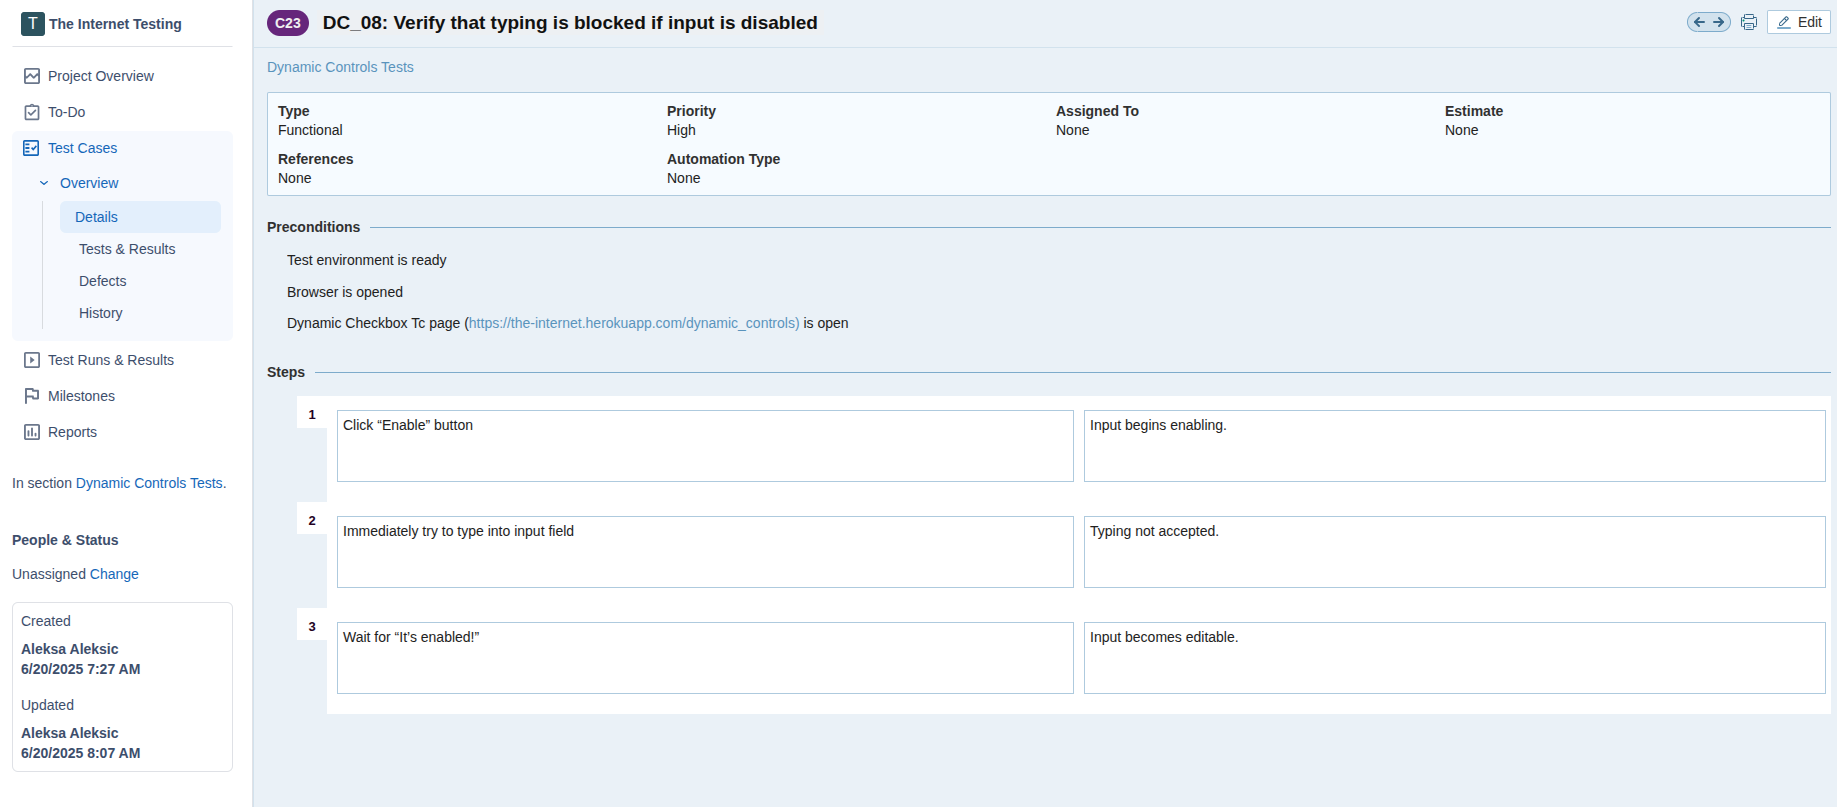 T The Internet Testing
Project Overview
To-Do
Test Cases
Overview
Details
Tests & Results
Defects
History
Test Runs & Results
Milestones
Reports
In section Dynamic Controls Tests.
People & Status
Unassigned Change
Created
Aleksa Aleksic
6/20/2025 7:27 AM
Updated
Aleksa Aleksic
6/20/2025 8:07 AM
C23 DC_08: Verify that typing is blocked if input is disabled
Edit
Dynamic Controls Tests
Type Priority Assigned To Estimate
Functional High None None
References Automation Type
None None
Preconditions
Test environment is ready
Browser is opened
Dynamic Checkbox Tc page (https://the-internet.herokuapp.com/dynamic_controls) is open
Steps
1
Click “Enable” button Input begins enabling.
2
Immediately try to type into input field Typing not accepted.
3
Wait for “It’s enabled!” Input becomes editable.